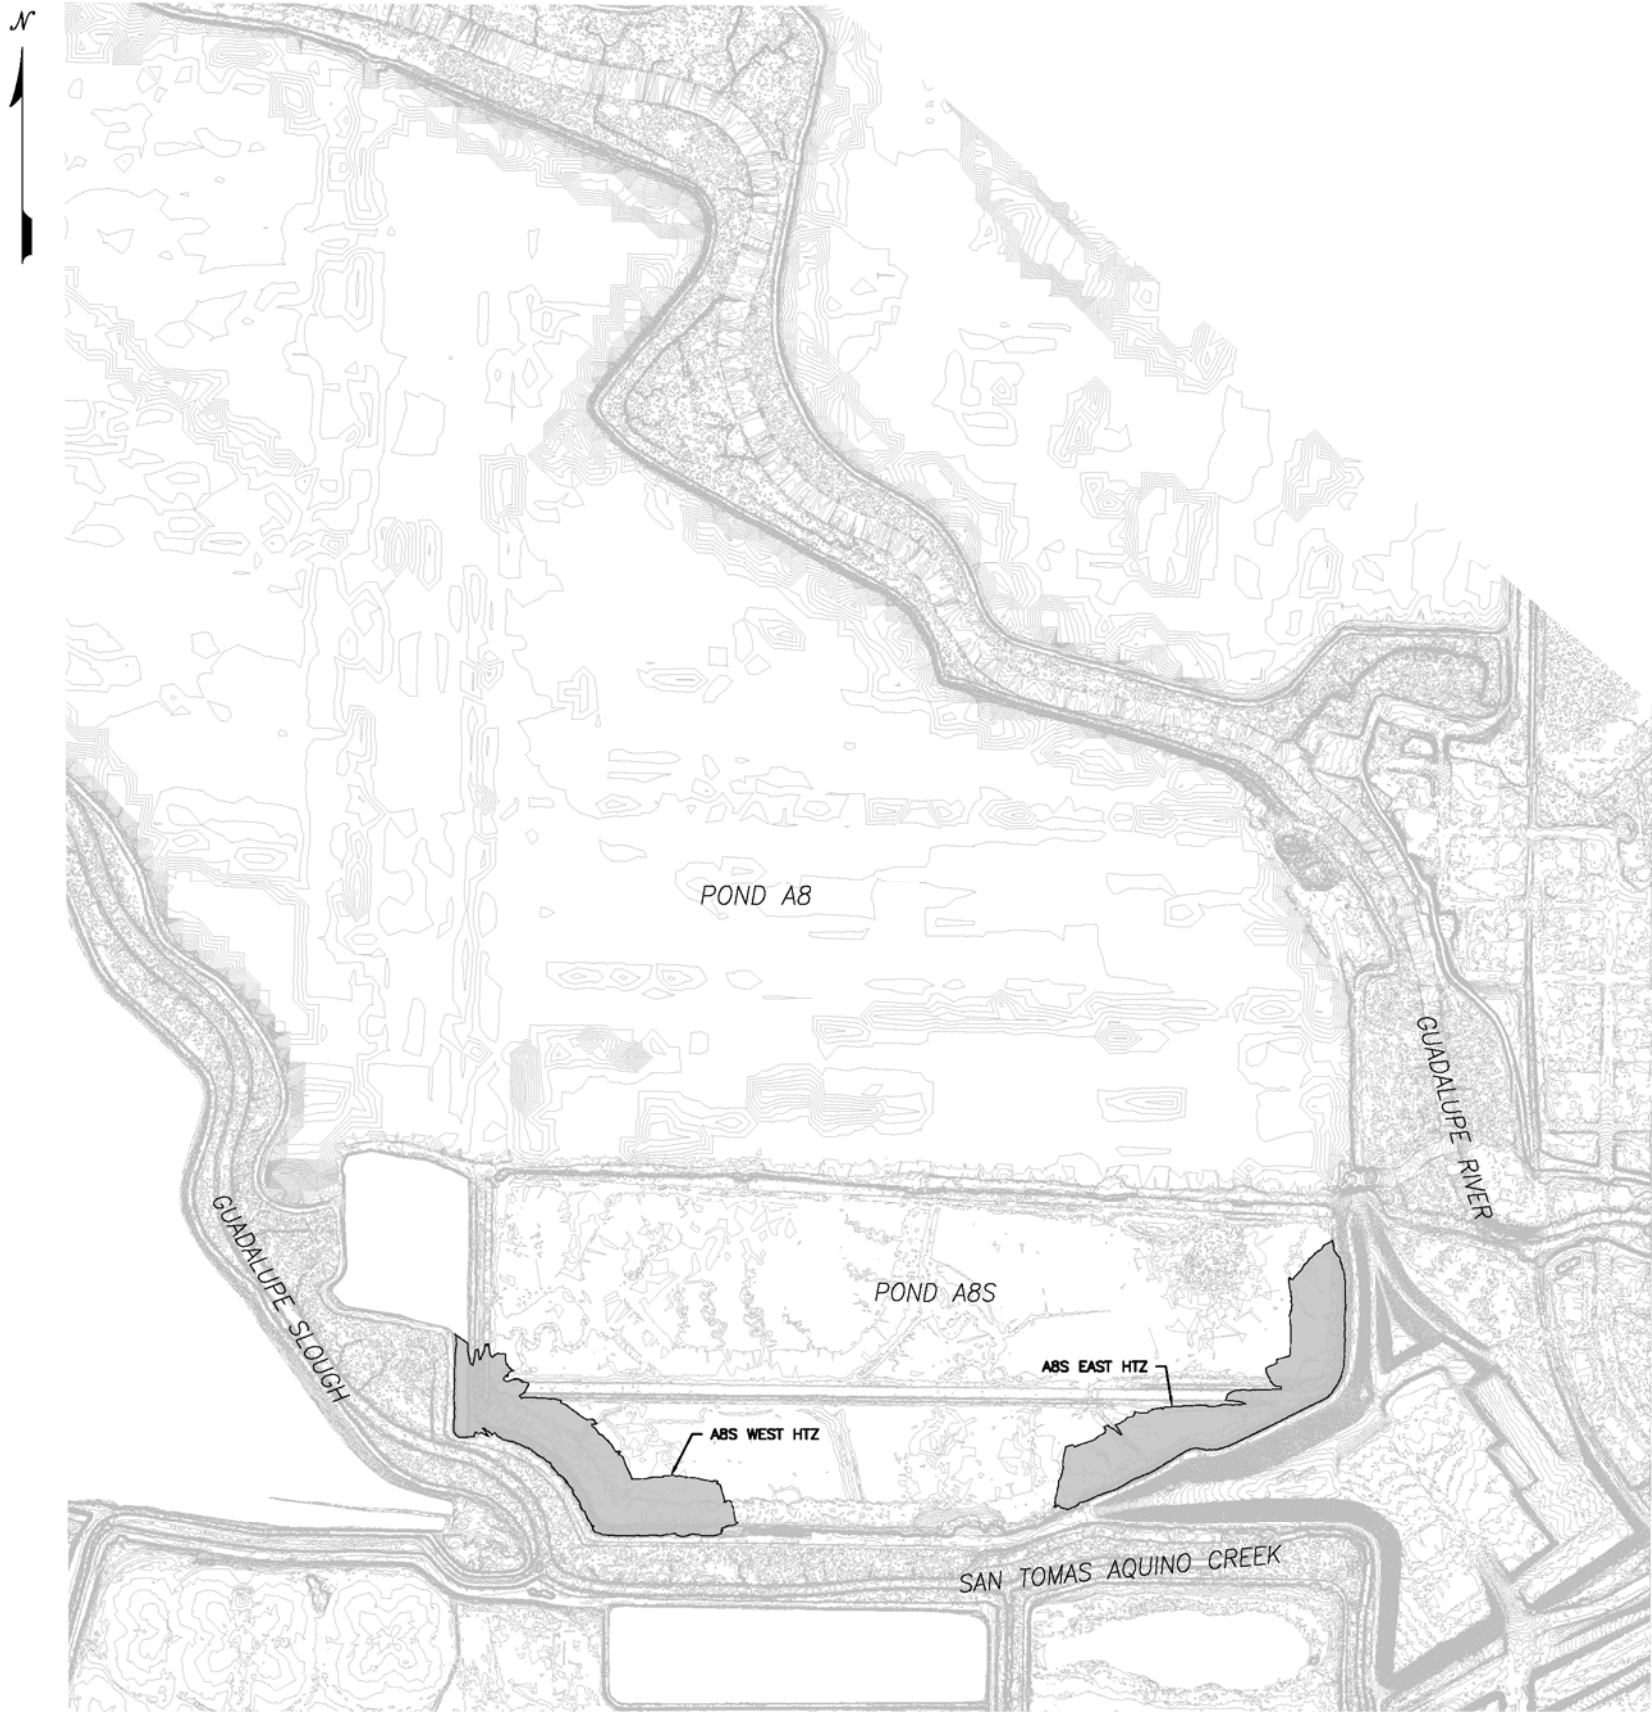 N
POND A8
GUADALUPE RIVER
GUADALUPE SLOUGH
POND A8S
A8S EAST HTZ
A8S WEST HTZ
SAN TOMAS AQUINO CREEK